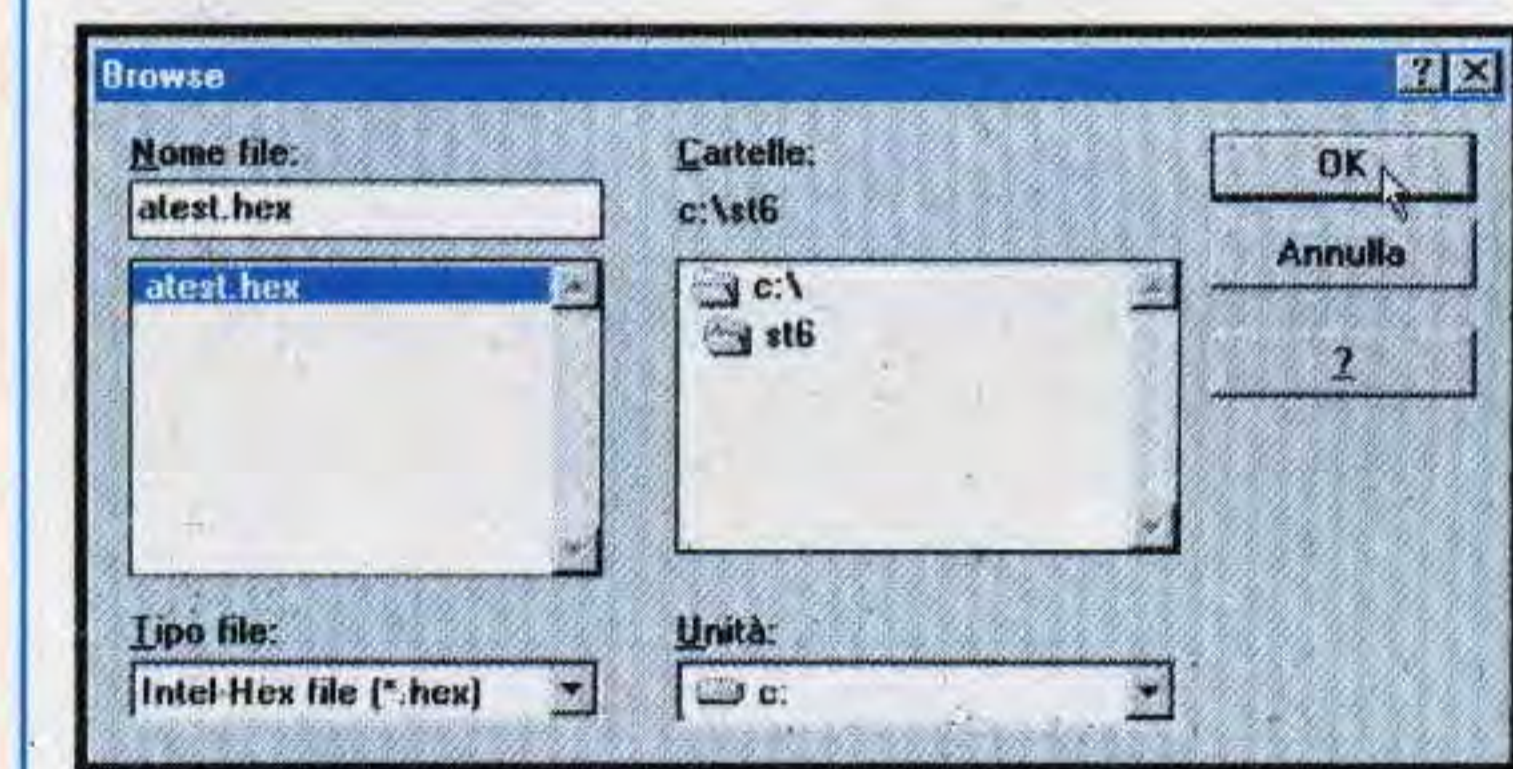 Browse
? ×
Nome file:
atest.hex
atest.hex
Cartelle:
c:\st6
c:\
st6
OK
Annulla
?
Tipo file:
Intel-Hex file (*.hex)
Unità:
c: